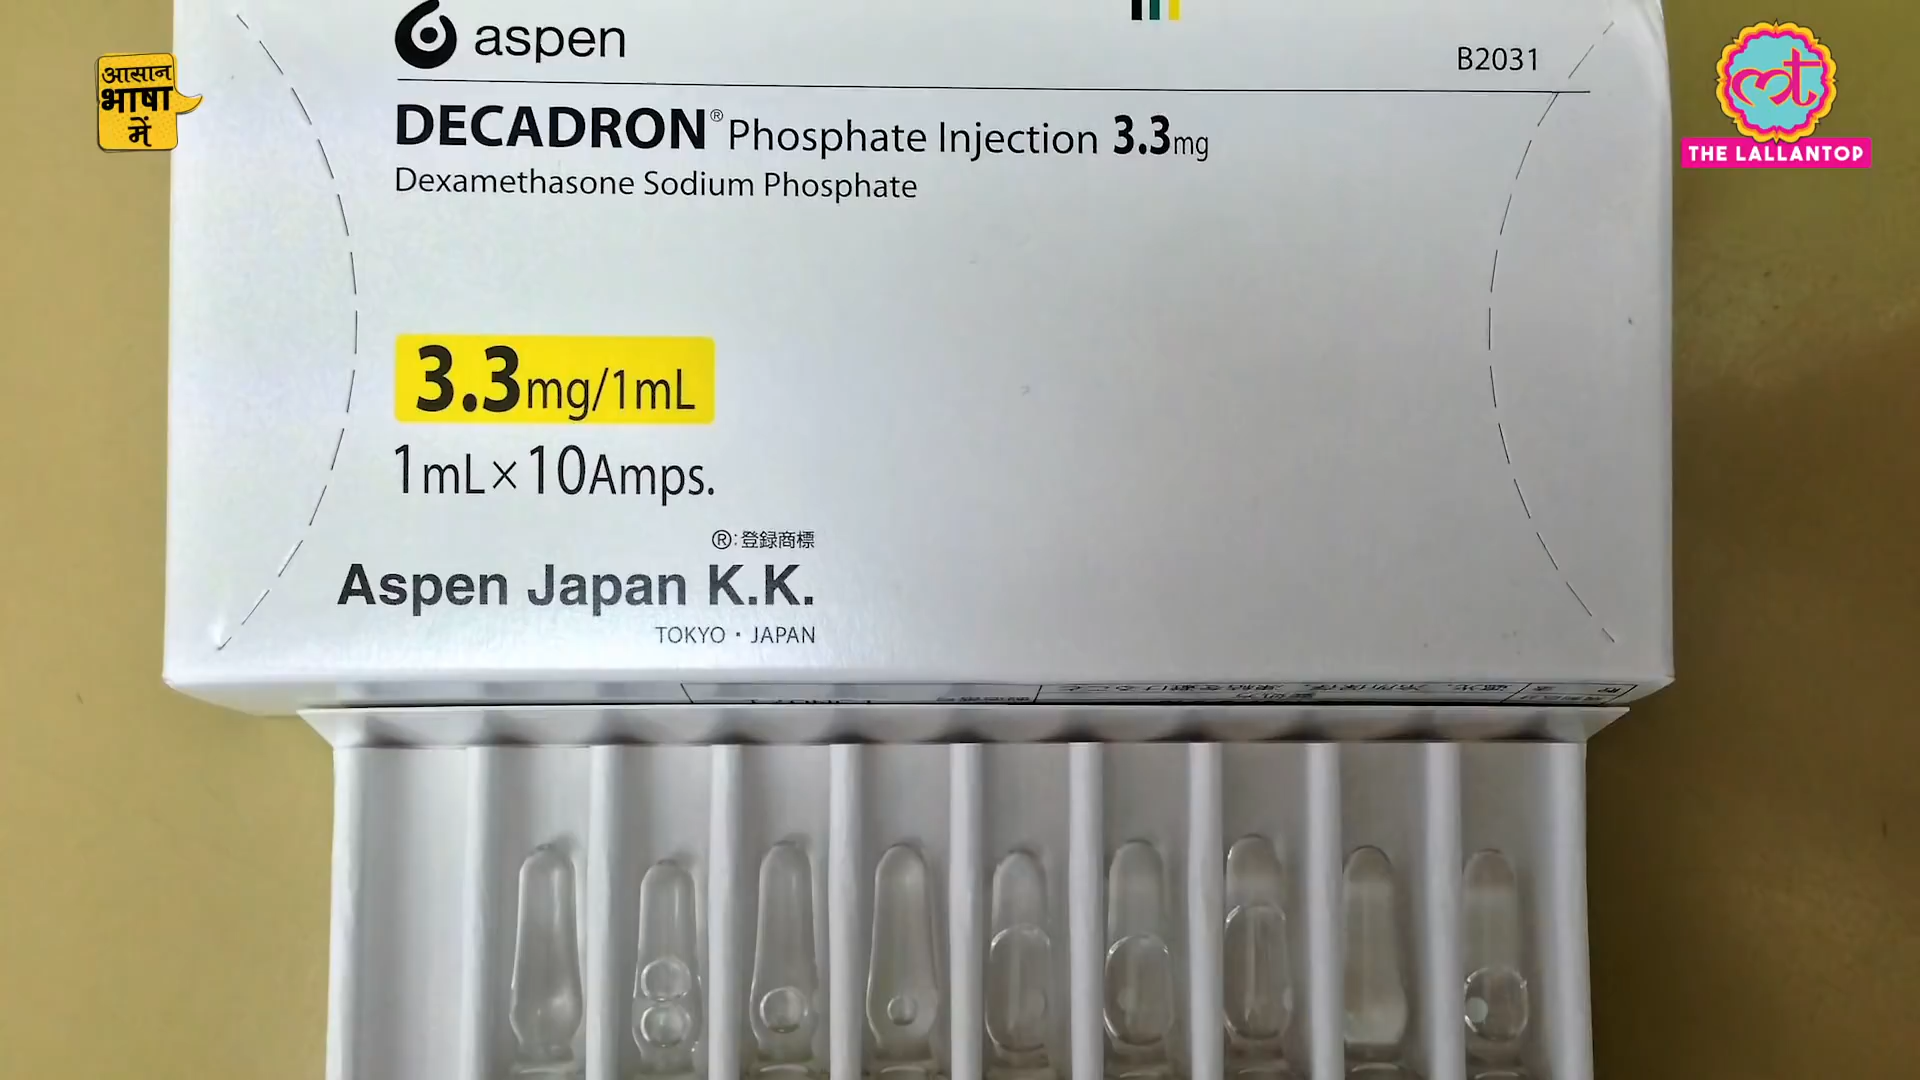 aspen
B2031
आसान
भाषा
में
THE LALLANTOP
DECADRON® Phosphate Injection 3.3mg
Dexamethasone Sodium Phosphate
3.3mg/1mL
1mL×10Amps.
®:登録商標
Aspen Japan K.K.
TOKYO・JAPAN